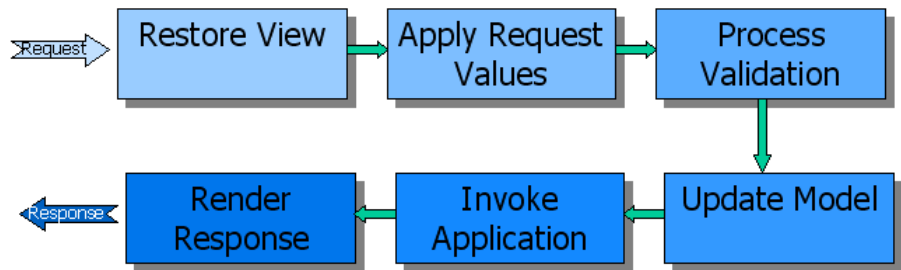 Request
Restore View
Apply Request
Values
Process
Validation
Update Model
Invoke
Application
Render
Response
Response